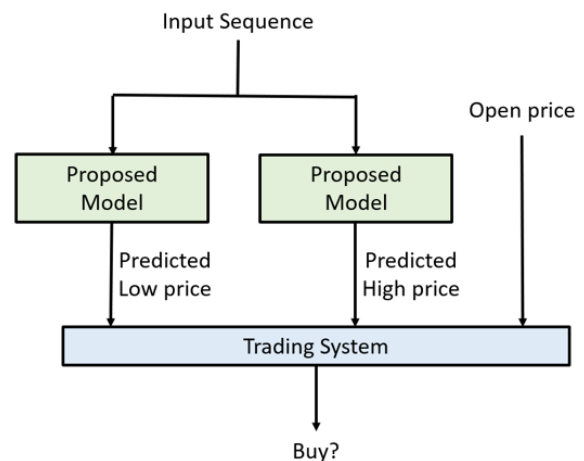 Input Sequence
Open price
Proposed
Model
Proposed
Model
Predicted
Low price
Predicted
High price
Trading System
Buy?